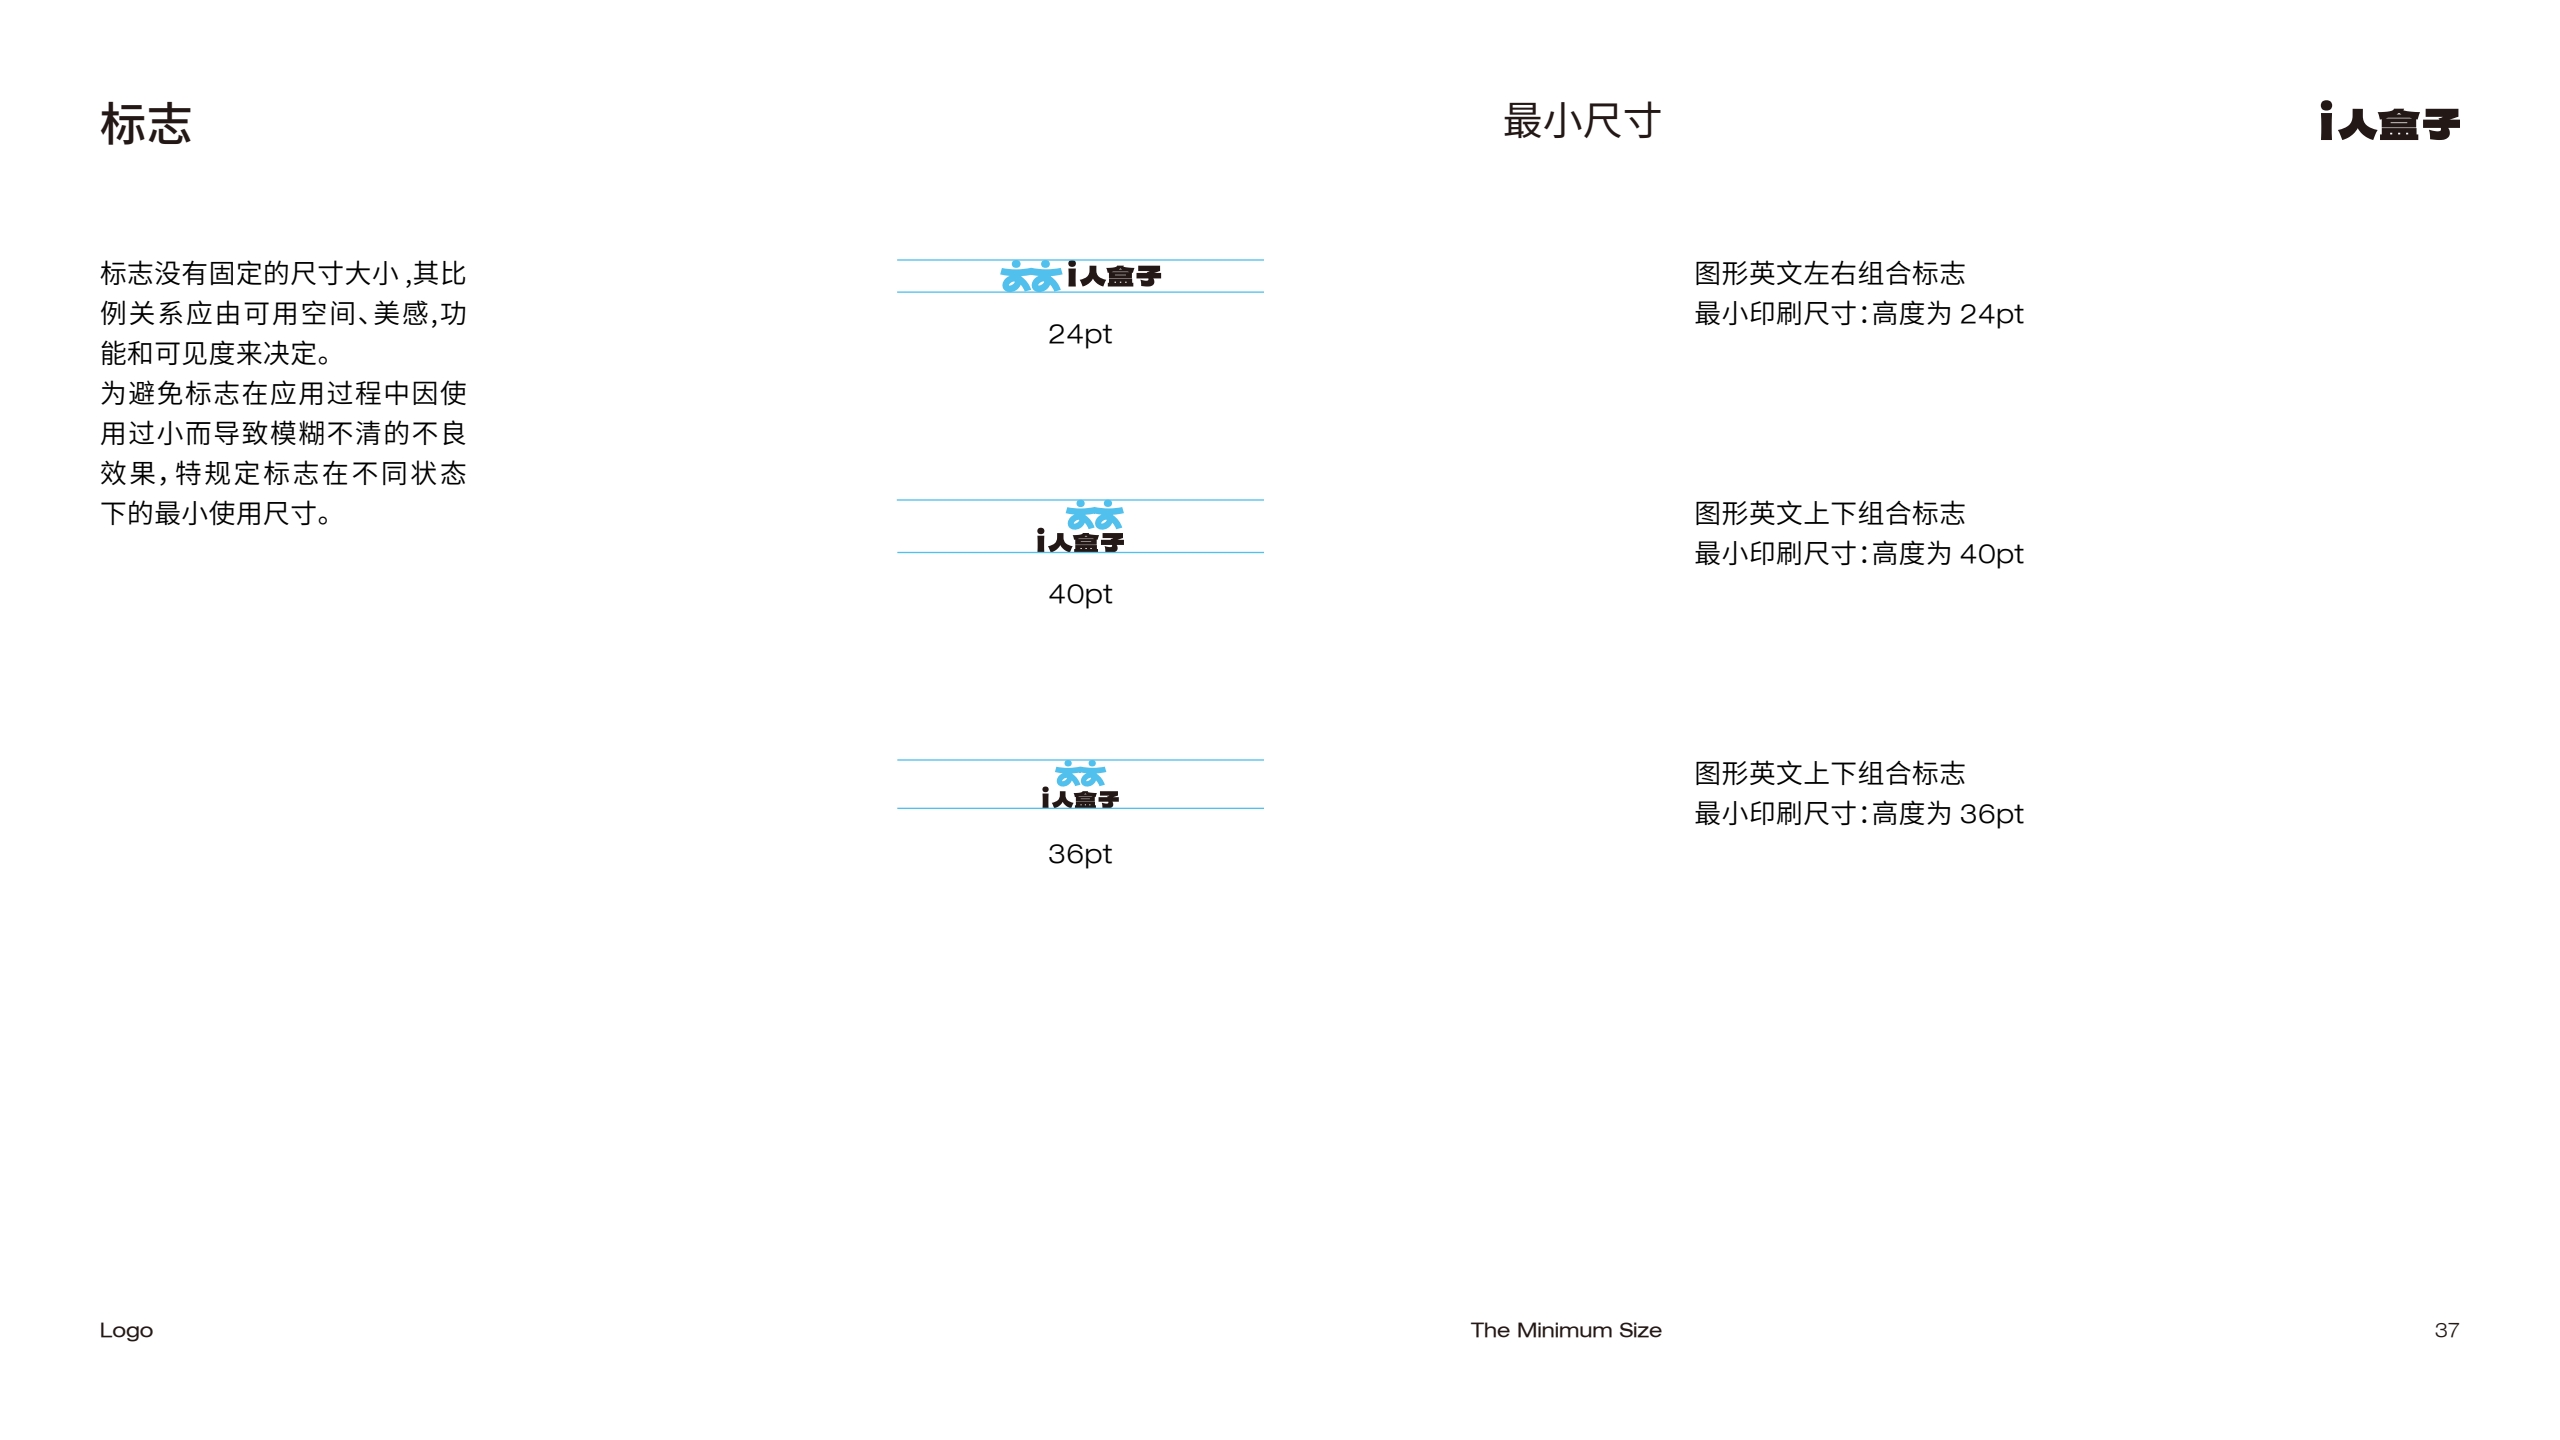 标志
最小尺寸
i人盒子
标志没有固定的尺寸大小,其比
例关系应由可用空间、美感,功
能和可见度来决定。
为避免标志在应用过程中因使
用过小而导致模糊不清的不良
效果，特规定标志在不同状态
下的最小使用尺寸。
i人盒子
24pt
图形英文左右组合标志
最小印刷尺寸：高度为 24pt
i人盒子
40pt
图形英文上下组合标志
最小印刷尺寸：高度为 40pt
i人盒子
36pt
图形英文上下组合标志
最小印刷尺寸：高度为 36pt
Logo
The Minimum Size
37